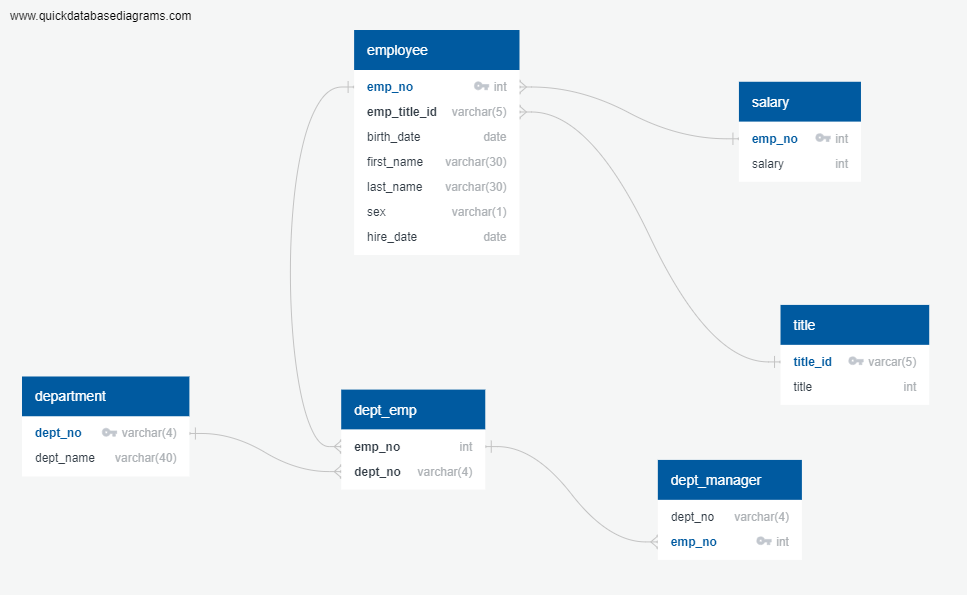 www.quickdatabasediagrams.com
employee
emp_no int
emp_title_id varchar(5)
birth_date date
first_name varchar(30)
last_name varchar(30)
sex varchar(1)
hire_date date
salary
emp_no int
salary int
title
title_id varcar(5)
title int
department
dept_no varchar(4)
dept_name varchar(40)
dept_emp
emp_no int
dept_no varchar(4)
dept_manager
dept_no varchar(4)
emp_no int